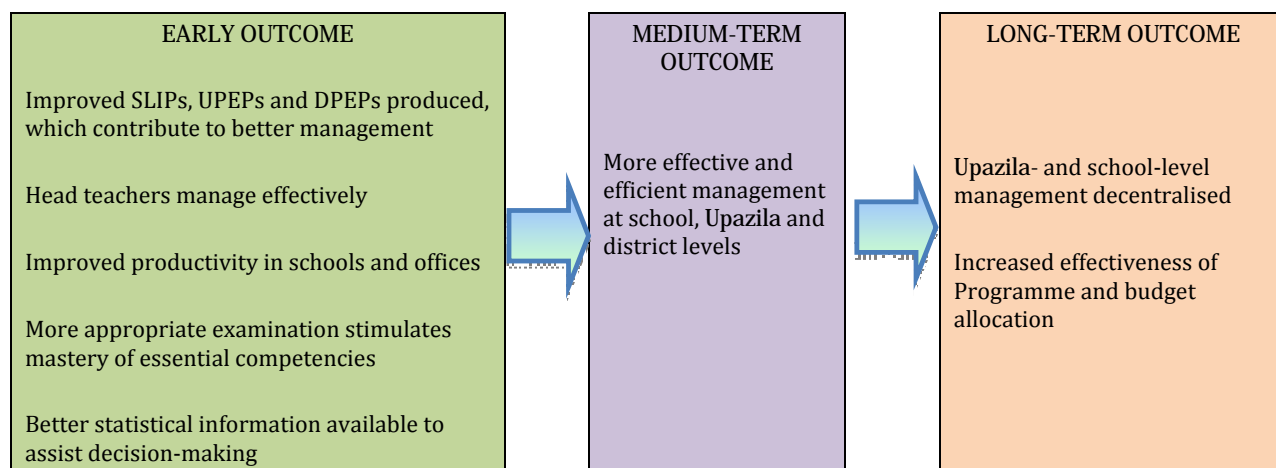 EARLY OUTCOME
Improved SLIPs, UPEPs and DPEPs produced,
which contribute to better management
Head teachers manage effectively
Improved productivity in schools and offices
More appropriate examination stimulates
mastery of essential competencies
Better statistical information available to
assist decision-making
MEDIUM-TERM
OUTCOME
More effective and
efficient management
at school, Upazila and
district levels
LONG-TERM OUTCOME
Upazila- and school-level
management decentralised
Increased effectiveness of
Programme and budget
allocation